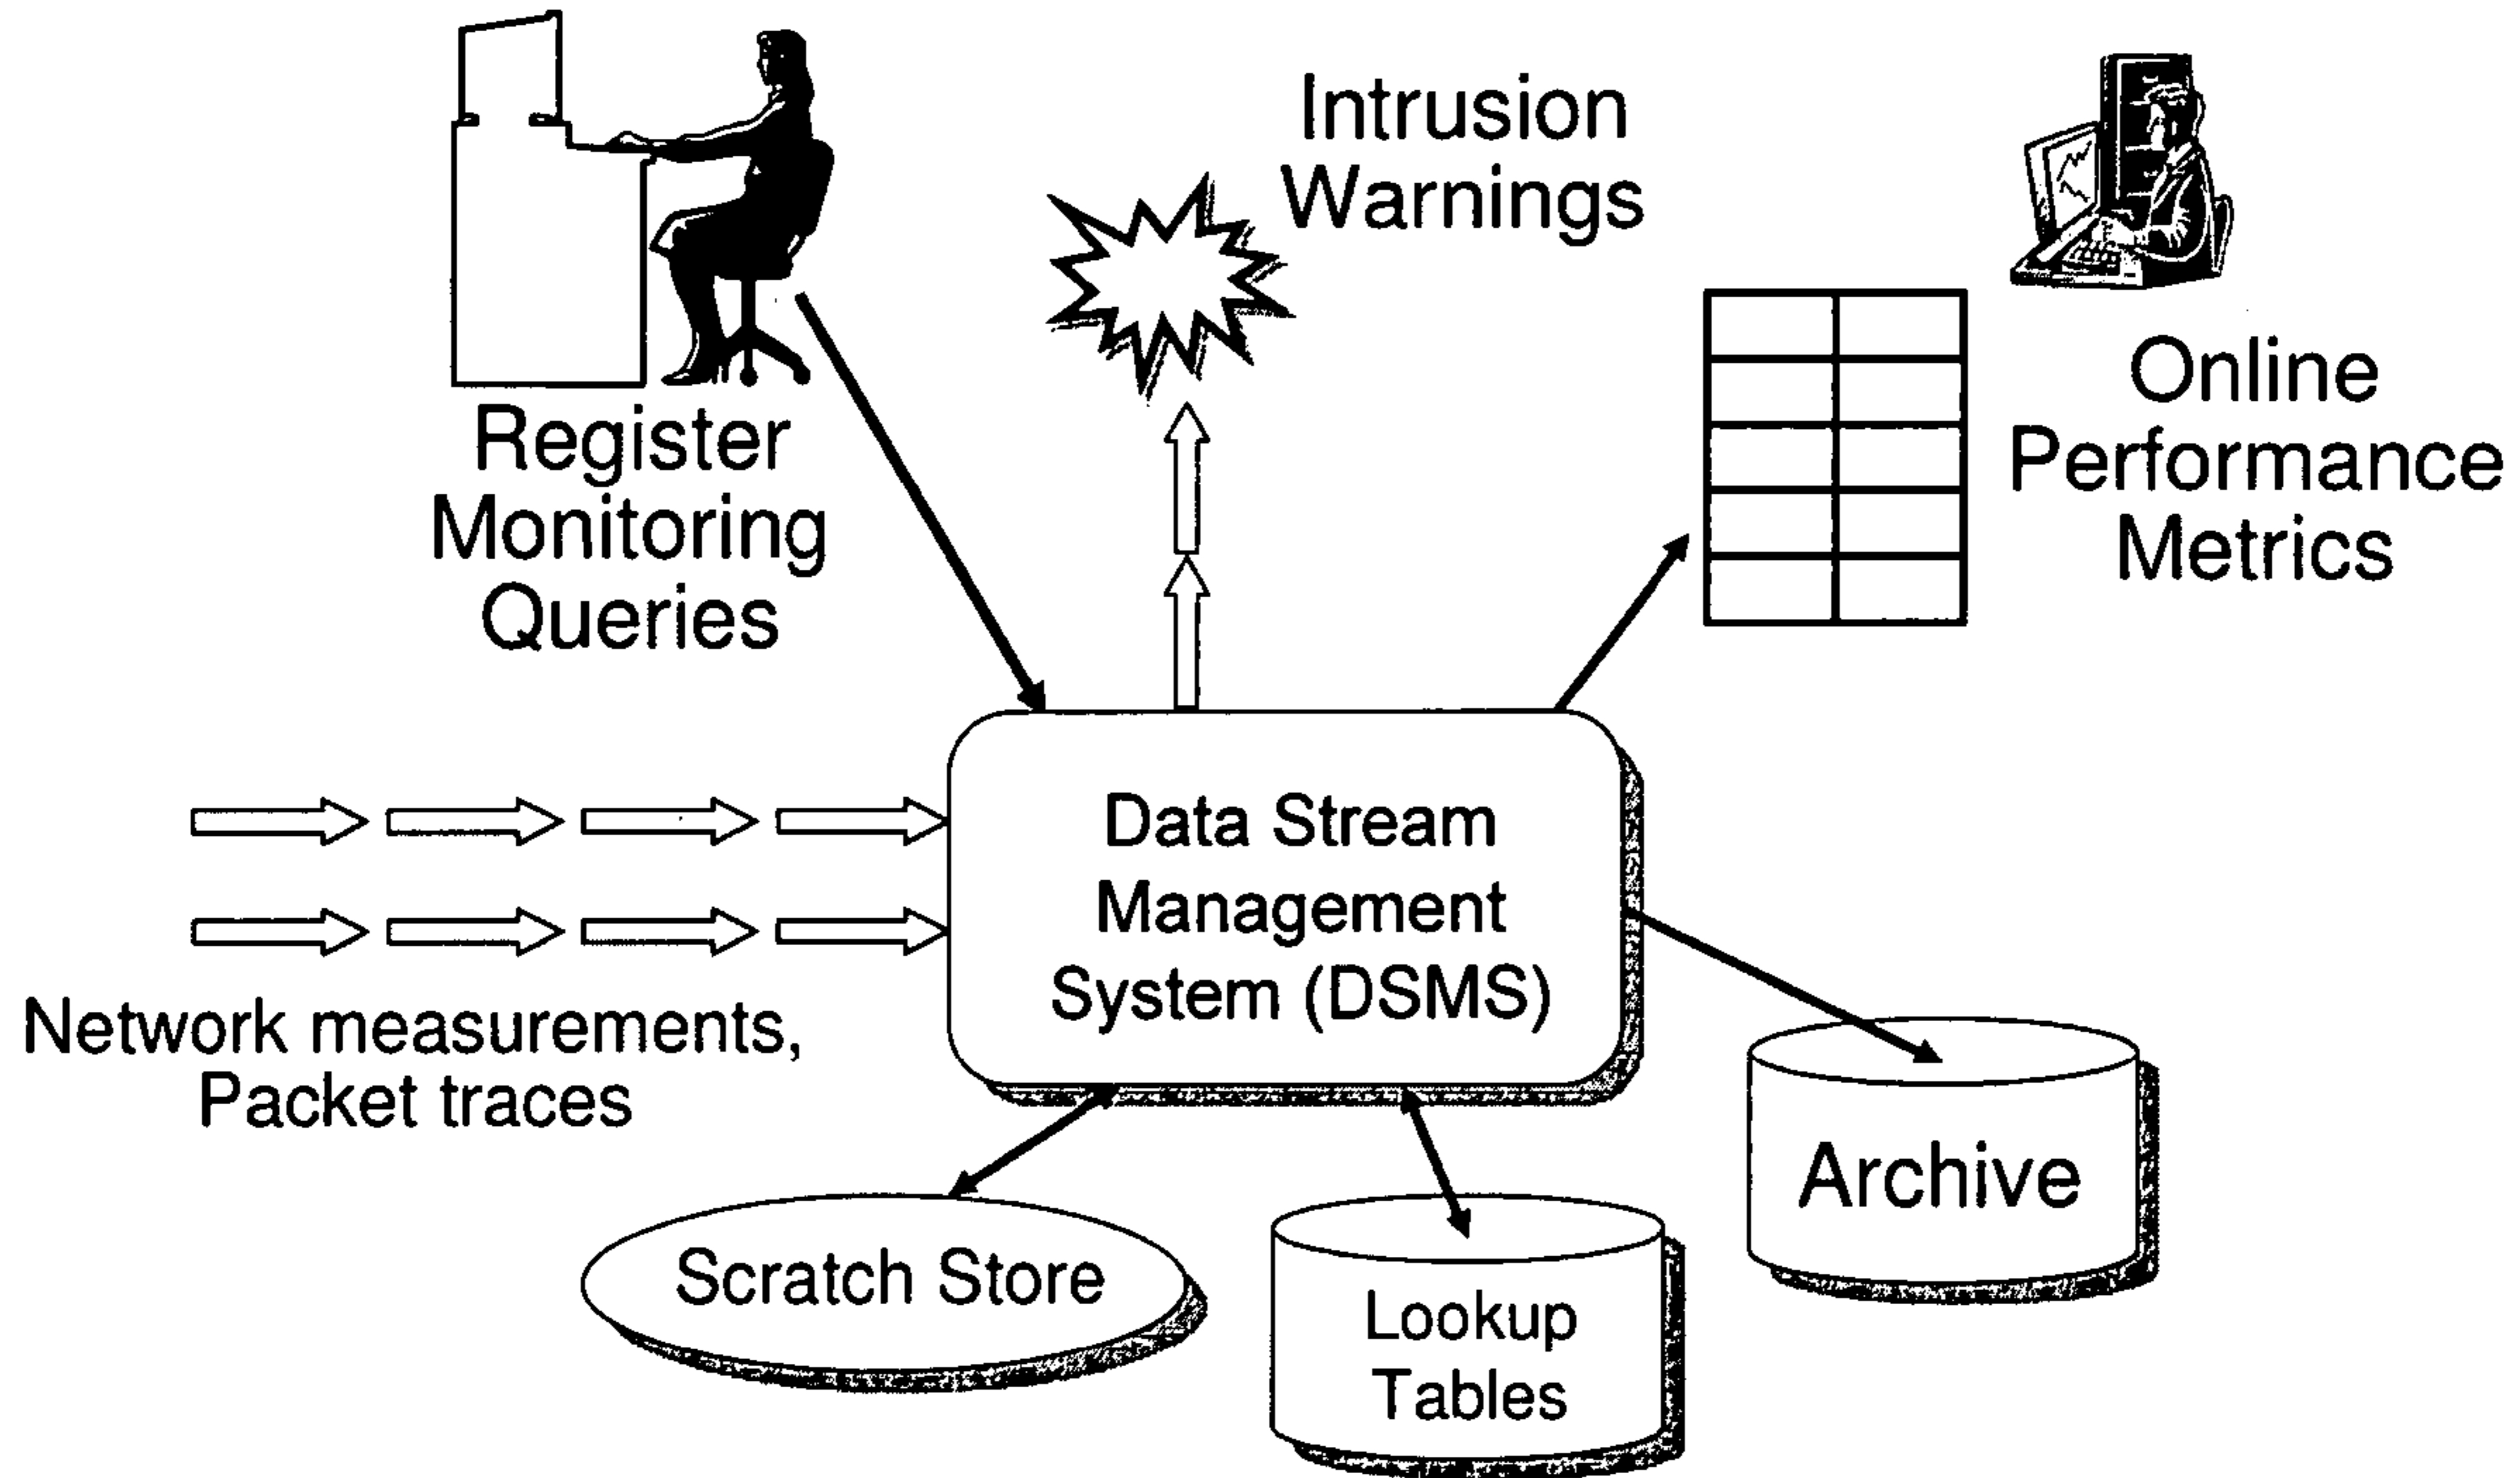 Intrusion
Warnings
Register
Monitoring
Queries
Online
Performance
Metrics
Data Stream
Management
System (DSMS)
Network measurements,
Packet traces
Archive
Scratch Store
Lookup
Tables